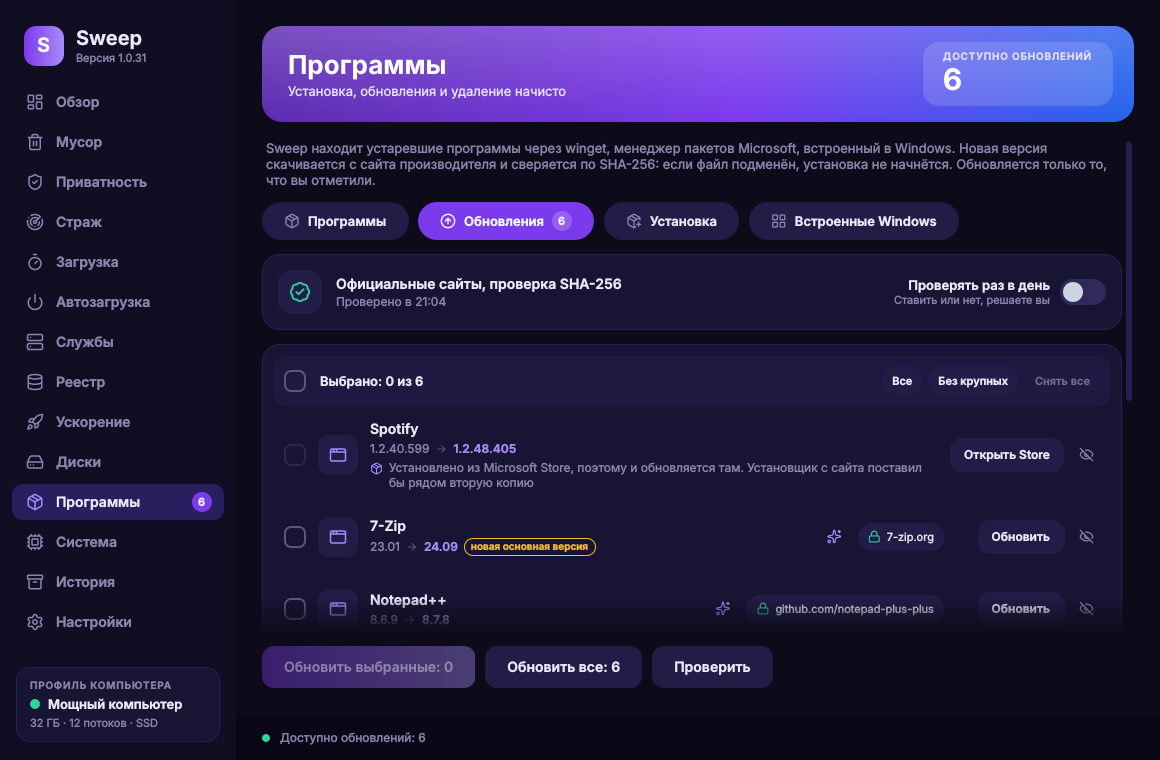 S
Sweep
Версия 1.0.31
Обзор
Мусор
Приватность
Страж
Загрузка
Автозагрузка
Службы
Реестр
Ускорение
Диски
Программы 6
Система
История
Настройки
ПРОФИЛЬ КОМПЬЮТЕРА
Мощный компьютер
32 ГБ · 12 потоков · SSD
Программы
Установка, обновления и удаление начисто
ДОСТУПНО ОБНОВЛЕНИЙ
6
Sweep находит устаревшие программы через winget, менеджер пакетов Microsoft, встроенный в Windows. Новая версия
скачивается с сайта производителя и сверяется по SHA-256: если файл подменён, установка не начнётся. Обновляется только то,
что вы отметили.
Программы Обновления 6 Установка Встроенные Windows
Официальные сайты, проверка SHA-256
Проверено в 21:04
Проверять раз в день
Ставить или нет, решаете вы
Выбрано: 0 из 6 Все Без крупных Снять все
Spotify
1.2.40.599 → 1.2.48.405
Установлено из Microsoft Store, поэтому и обновляется там. Установщик с сайта поставил
бы рядом вторую копию
Открыть Store
7-Zip
23.01 → 24.09 новая основная версия
7-zip.org Обновить
Notepad++
8.6.9 → 8.7.8
github.com/notepad-plus-plus Обновить
Обновить выбранные: 0 Обновить все: 6 Проверить
Доступно обновлений: 6